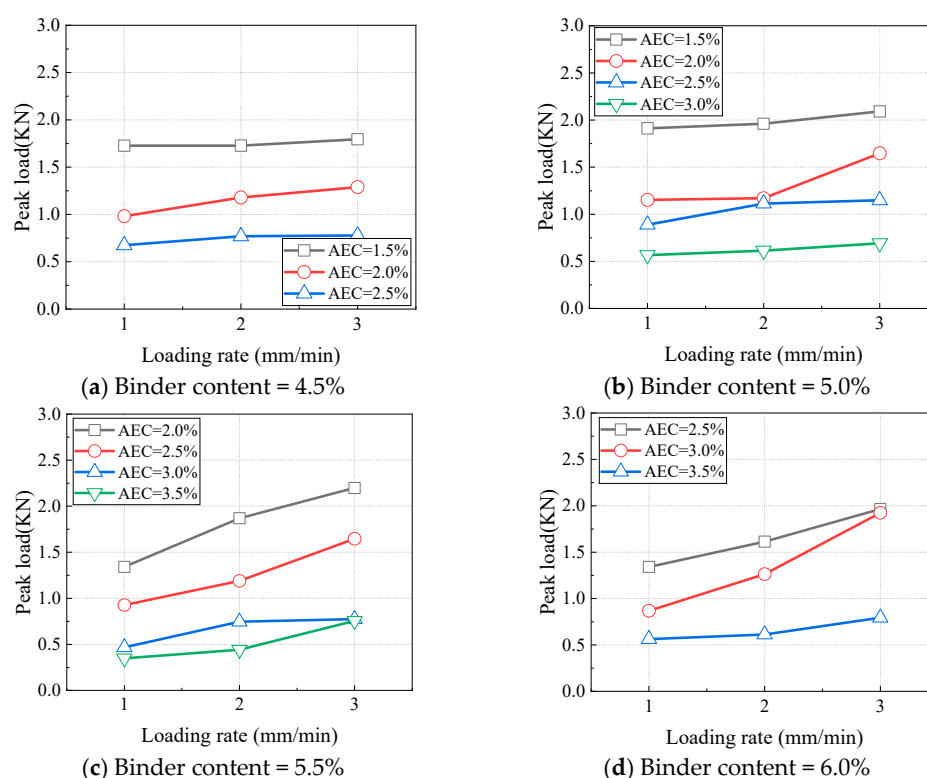 3.0
2.5
2.0
1.5
1.0
0.5
0.0
Peak load(KN)
AEC=1.5%
AEC=2.0%
AEC=2.5%
1 2 3
Loading rate (mm/min)
(a) Binder content = 4.5%
3.0
2.5
2.0
1.5
1.0
0.5
0.0
Peak load(KN)
AEC=1.5%
AEC=2.0%
AEC=2.5%
AEC=3.0%
1 2 3
Loading rate (mm/min)
(b) Binder content = 5.0%
3.0
2.5
2.0
1.5
1.0
0.5
0.0
Peak load(KN)
AEC=2.0%
AEC=2.5%
AEC=3.0%
AEC=3.5%
1 2 3
Loading rate (mm/min)
(c) Binder content = 5.5%
3.0
2.5
2.0
1.5
1.0
0.5
0.0
Peak load(KN)
AEC=2.5%
AEC=3.0%
AEC=3.5%
1 2 3
Loading rate (mm/min)
(d) Binder content = 6.0%